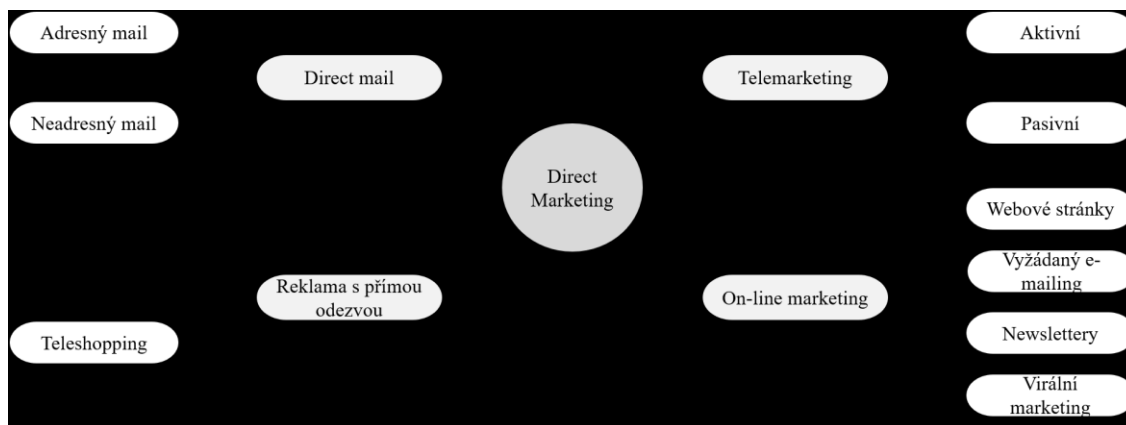 Adresný mail
Aktivní
Direct mail
Telemarketing
Neadresný mail
Pasivní
Direct
Marketing
Webové stránky
Vyžádaný e-
mailing
Reklama s přímou
odezvou
On-line marketing
Teleshopping
Newslettery
Virální
marketing